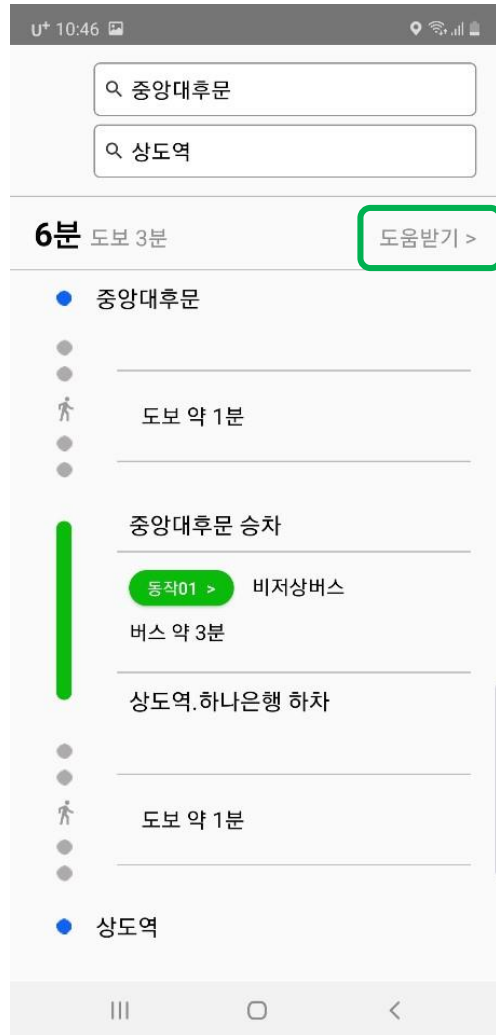 U+ 10:46
중앙대후문
상도역
6분 도보 3분 도움받기 >
중앙대후문
도보 약 1분
중앙대후문 승차
동작01 > 비저상버스
버스 약 3분
상도역.하나은행 하차
도보 약 1분
상도역